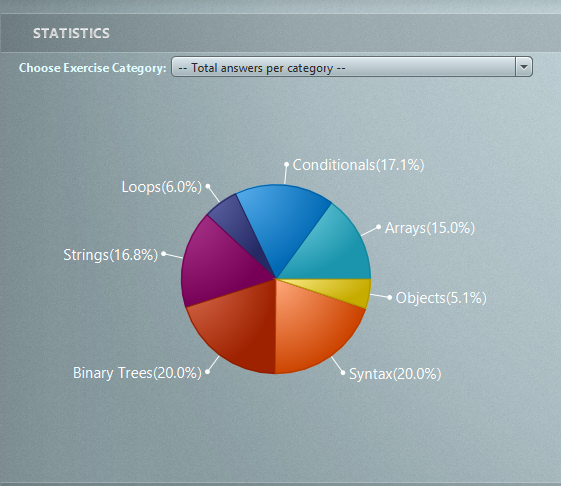 STATISTICS
Choose Exercise Category: -- Total answers per category --
Conditionals(17.1%)
Loops(6.0%)
Arrays(15.0%)
Strings(16.8%)
Objects(5.1%)
Binary Trees(20.0%)
Syntax(20.0%)